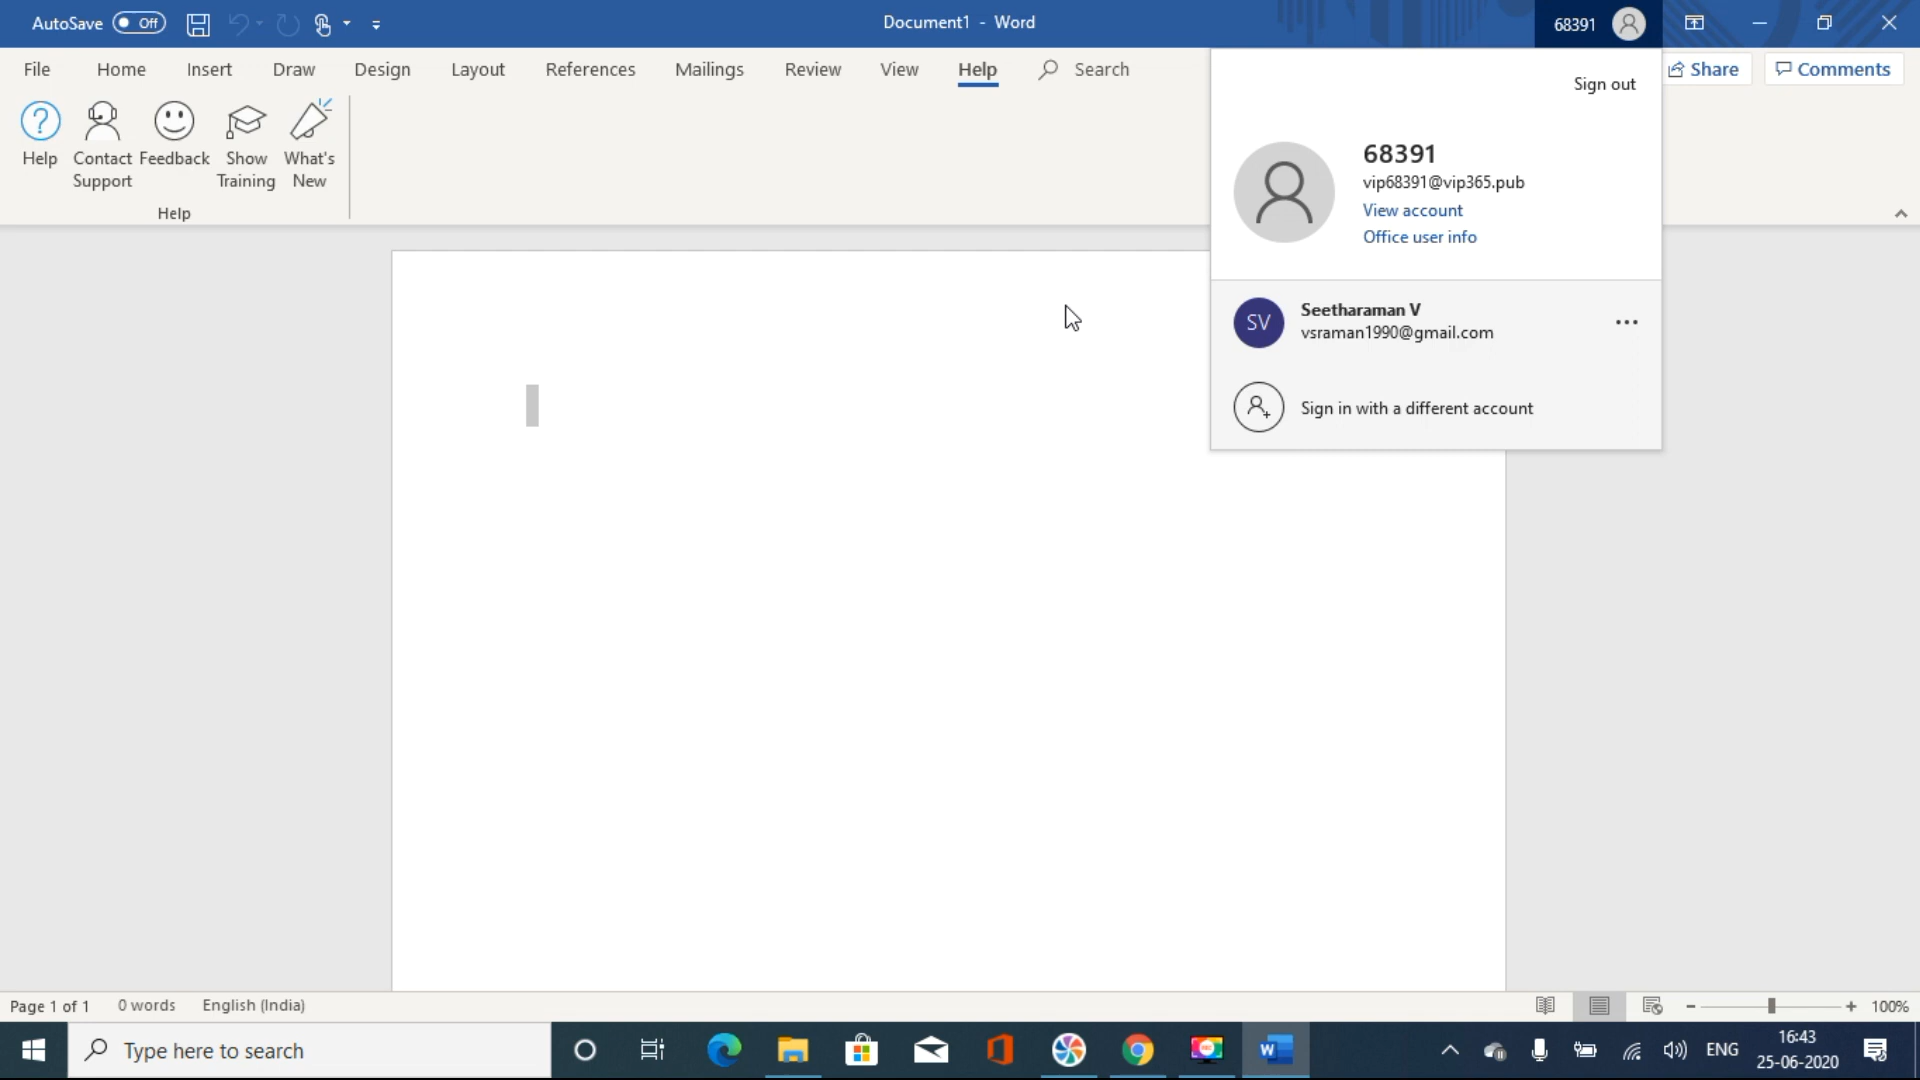 AutoSave Off
Document1 - Word
68391
File Home Insert Draw Design Layout References Mailings Review View Help Search
Share Comments
Help Contact Support Feedback Show Training What's New
Help
Sign out
68391
vip68391@vip365.pub
View account
Office user info
SV
Seetharaman V
vsraman1990@gmail.com
Sign in with a different account
Page 1 of 1 0 words English (India)
100%
Type here to search
W
ENG
16:43
25-06-2020